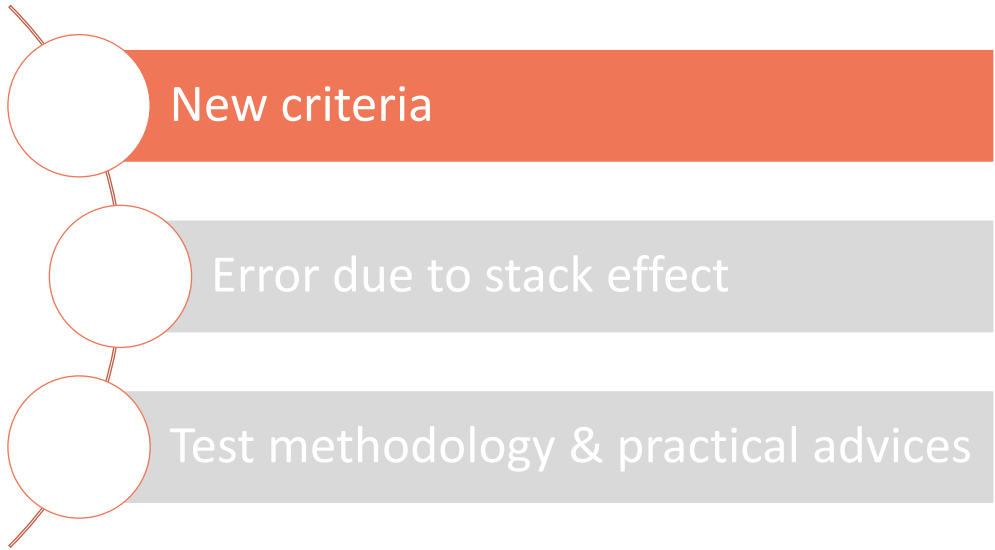 New criteria
Error due to stack effect
Test methodology & practical advices